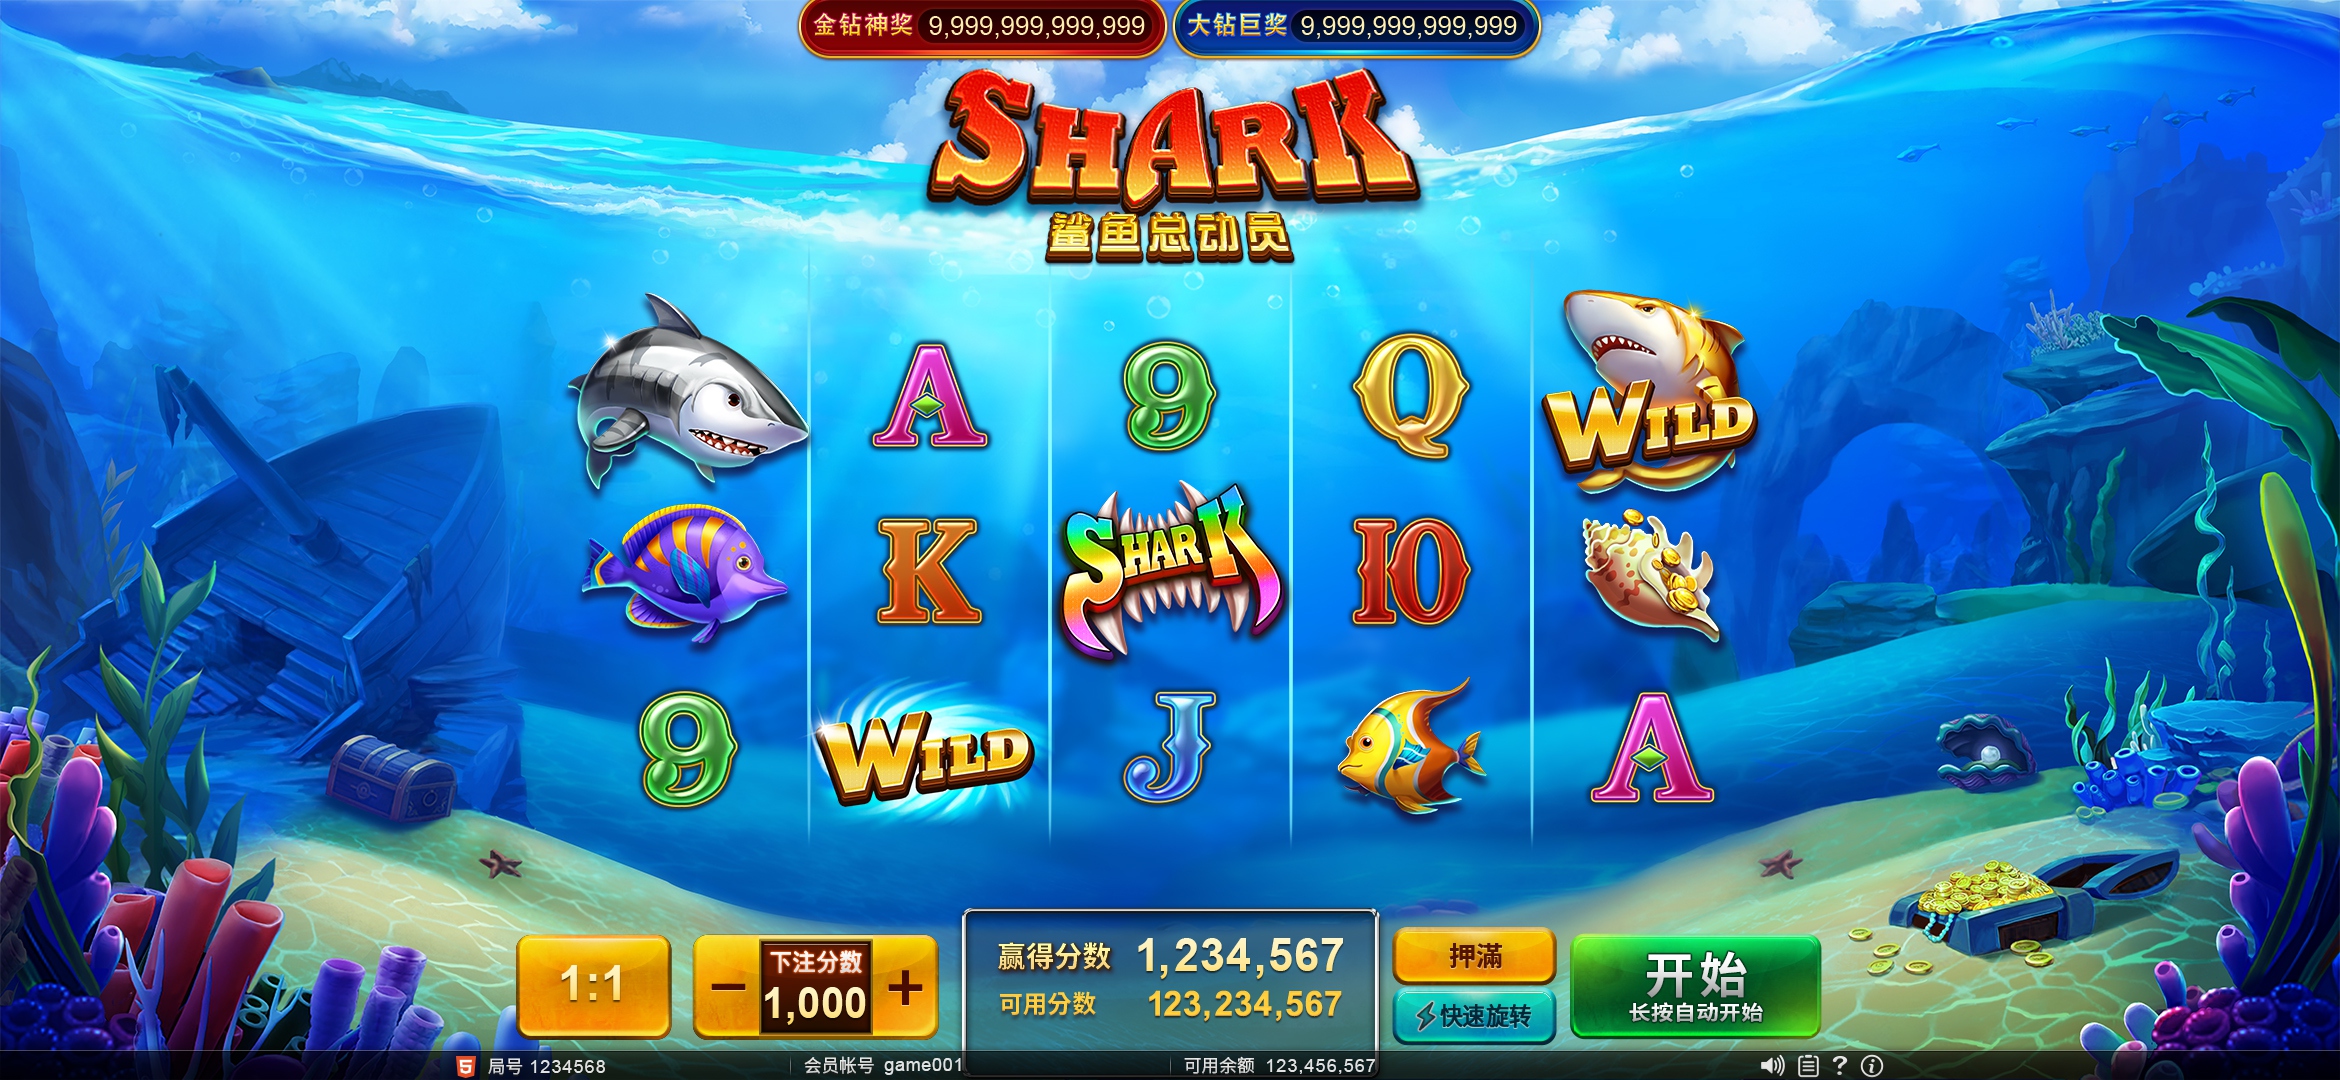 金钻神奖 9,999,999,999,999 大钻巨奖 9,999,999,999,999
SHARK
鲨鱼总动员
A 9 Q WILD
K SHARK 10
9 WILD J A
1:1
− 下注分数 +
1,000
赢得分数 1,234,567
可用分数 123,234,567
押滿
快速旋转
开始
长按自动开始
5 局号 1234568 会员帐号 game001 可用余额 123,456,567 ?